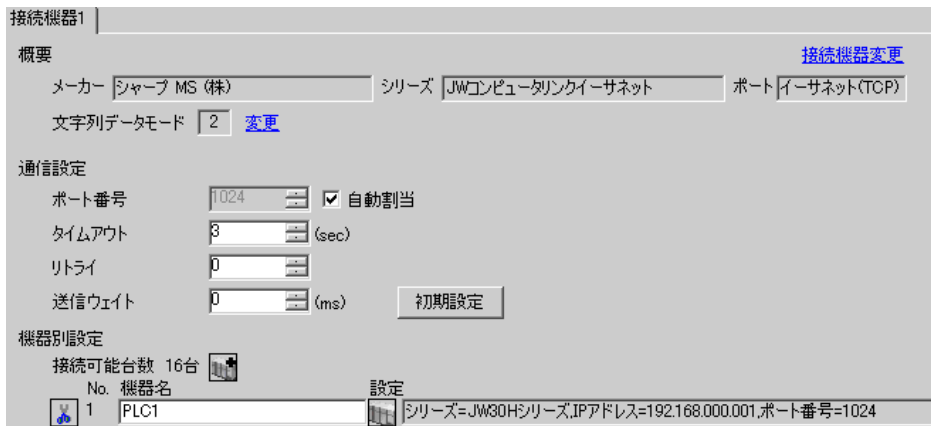 接続機器1
概要 接続機器変更
メーカー シャープ MS (株) シリーズ JWコンピュータリンクイーサネット ポート イーサネット(TCP)
文字列データモード 2 変更
通信設定
ポート番号 1024 自動割当
タイムアウト 3 (sec)
リトライ 0
送信ウェイト 0 (ms) 初期設定
機器別設定
接続可能台数 16台
No. 機器名 設定
1 PLC1 シリーズ=JW30Hシリーズ,IPアドレス=192.168.000.001,ポート番号=1024